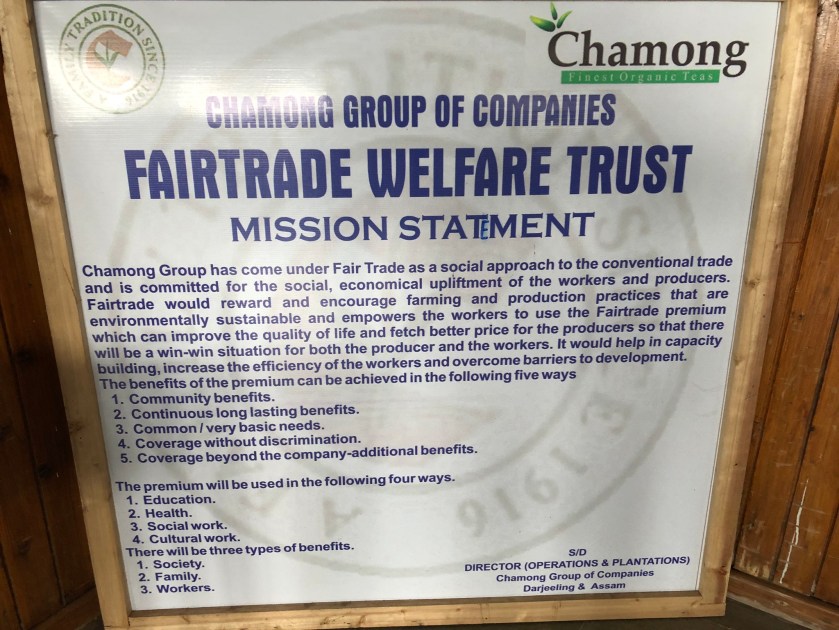 A FAMILY TRADITION SINCE 1916
Chamong
Finest Organic Teas
CHAMONG GROUP OF COMPANIES
FAIRTRADE WELFARE TRUST
MISSION STATEMENT
Chamong Group has come under Fair Trade as a social approach to the conventional trade
and is committed for the social, economical upliftment of the workers and producers.
Fairtrade would reward and encourage farming and production practices that are
environmentally sustainable and empowers the workers to use the Fairtrade premium
which can improve the quality of life and fetch better price for the producers so that there
will be a win-win situation for both the producer and the workers. It would help in capacity
building, increase the efficiency of the workers and overcome barriers to development.
The benefits of the premium can be achieved in the following five ways
1. Community benefits.
2. Continuous long lasting benefits.
3. Common / very basic needs.
4. Coverage without discrimination.
5. Coverage beyond the company-additional benefits.
The premium will be used in the following four ways.
1. Education.
2. Health.
3. Social work.
4. Cultural work.
There will be three types of benefits.
1. Society.
2. Family.
3. Workers.
S/D
DIRECTOR (OPERATIONS & PLANTATIONS)
Chamong Group of Companies
Darjeeling & Assam